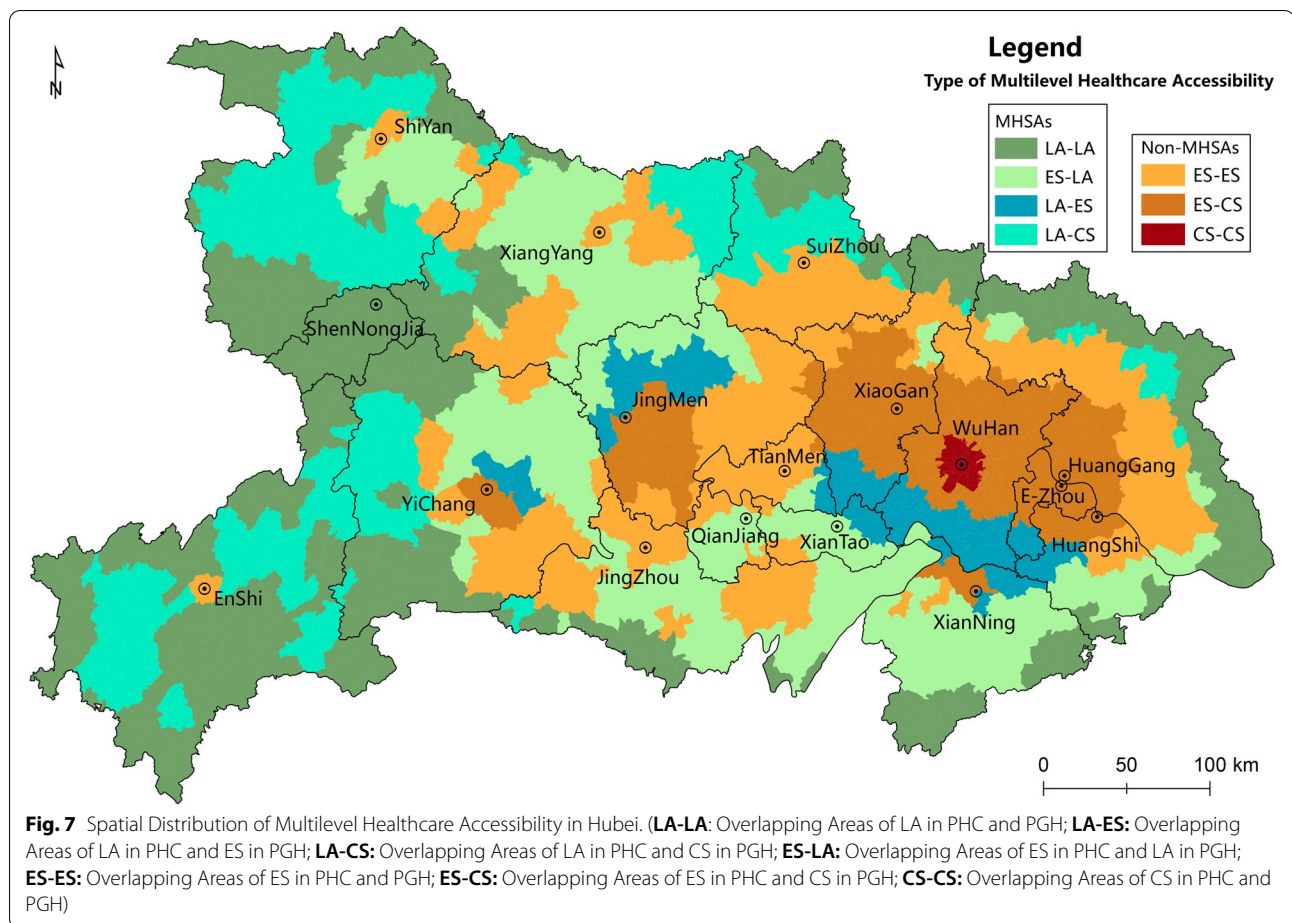 N
Legend
Type of Multilevel Healthcare Accessibility
MHSAs
LA-LA
ES-LA
LA-ES
LA-CS
Non-MHSAs
ES-ES
ES-CS
CS-CS
ShiYan
XiangYang
SuiZhou
ShenNongJia
JingMen
XiaoGan
WuHan
TianMen
HuangGang
E-Zhou
YiChang
QianJiang
XianTao
HuangShi
JingZhou
EnShi
XianNing
0 50 100 km
Fig. 7 Spatial Distribution of Multilevel Healthcare Accessibility in Hubei. (LA-LA: Overlapping Areas of LA in PHC and PGH; LA-ES: Overlapping
Areas of LA in PHC and ES in PGH; LA-CS: Overlapping Areas of LA in PHC and CS in PGH; ES-LA: Overlapping Areas of ES in PHC and LA in PGH;
ES-ES: Overlapping Areas of ES in PHC and PGH; ES-CS: Overlapping Areas of ES in PHC and CS in PGH; CS-CS: Overlapping Areas of CS in PHC and
PGH)